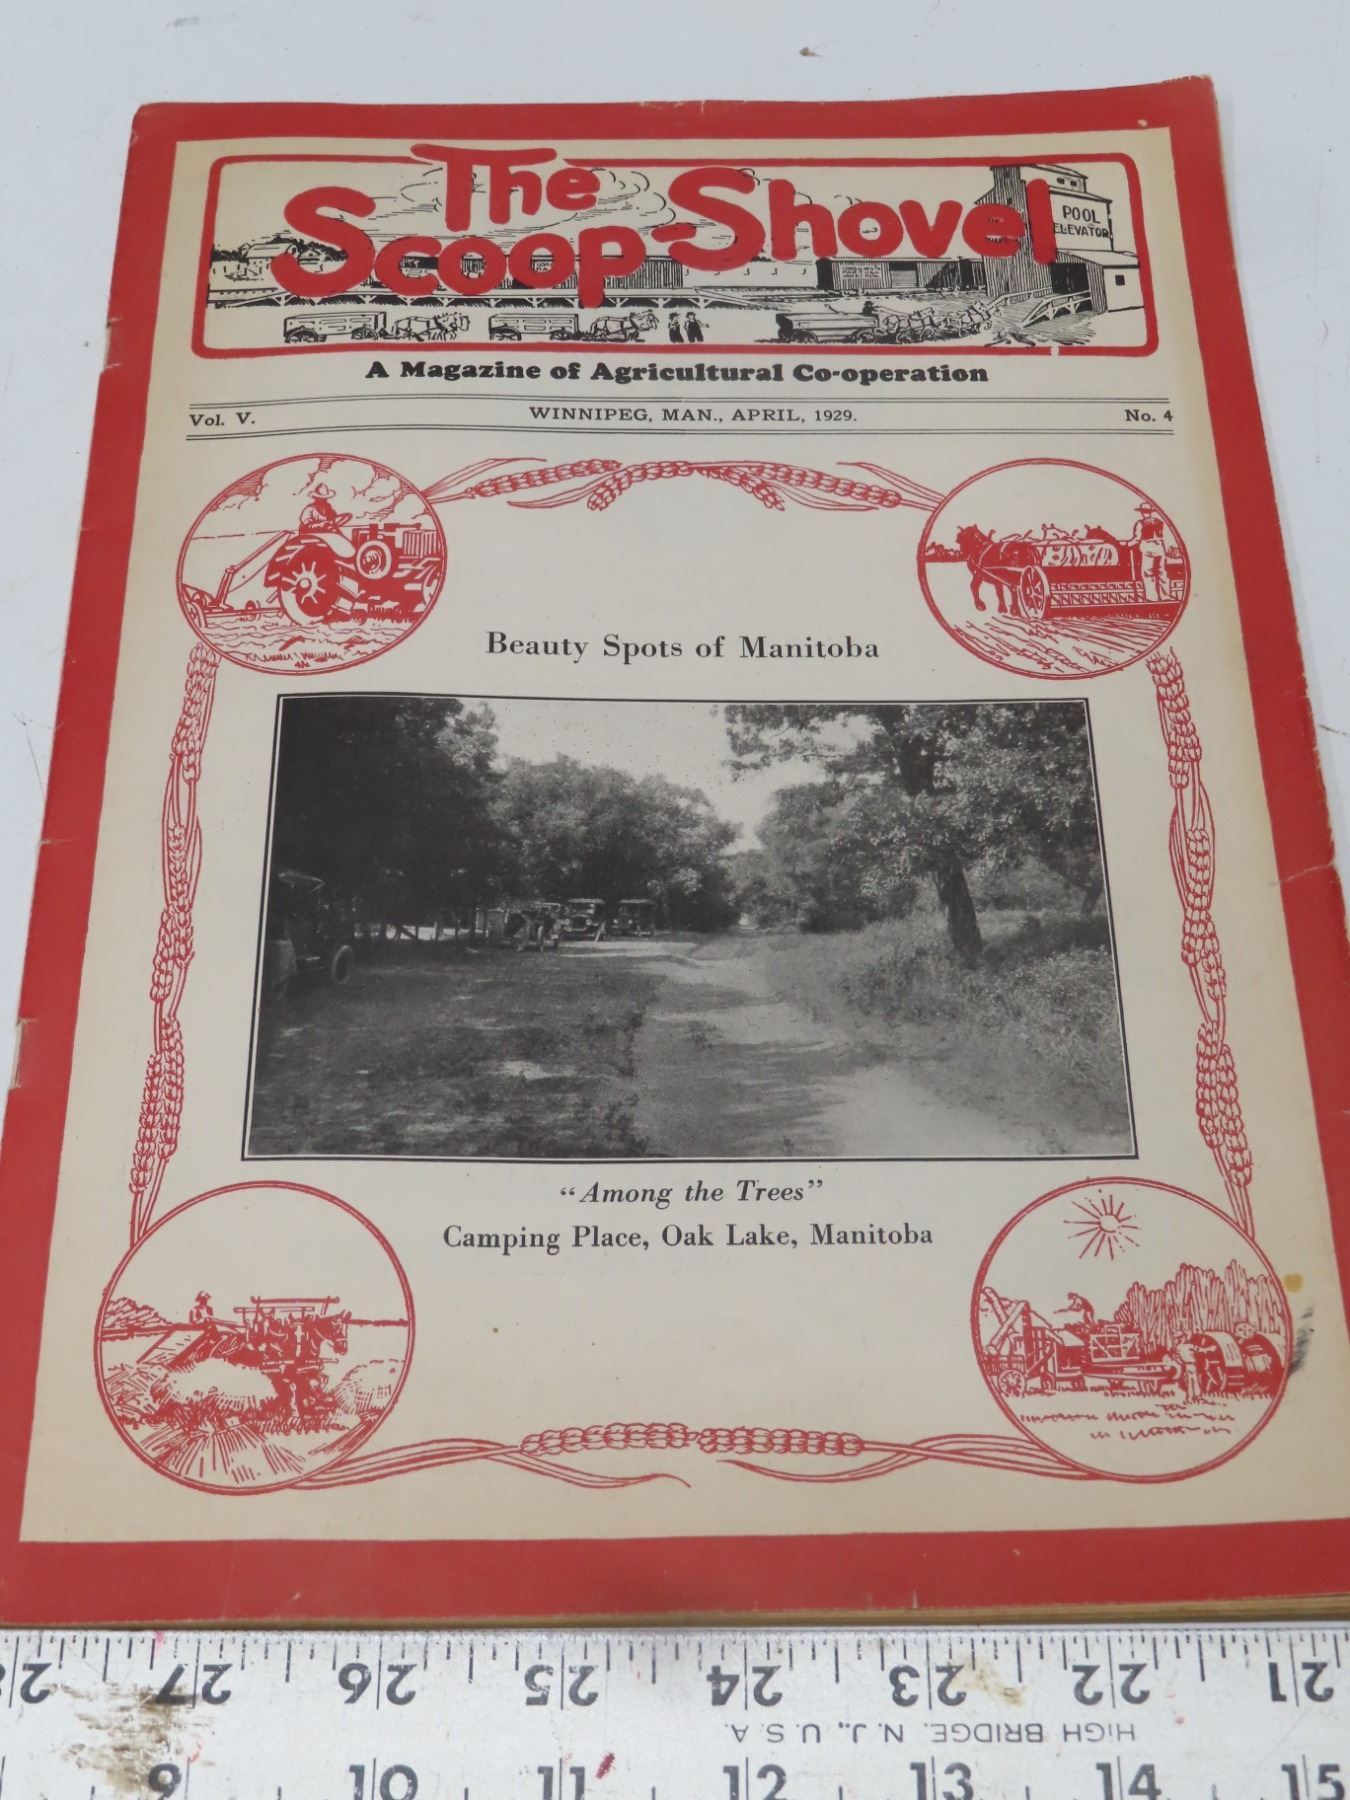 The
Scoop-Shovel
POOL
ELEVATOR
A Magazine of Agricultural Co-operation
Vol. V. WINNIPEG, MAN., APRIL, 1929. No. 4
Beauty Spots of Manitoba
"Among the Trees"
Camping Place, Oak Lake, Manitoba
28 27 26 25 24 23 22 21
HIGH BRIDGE, N.J., U.S.A.
9 10 11 12 13 14 15